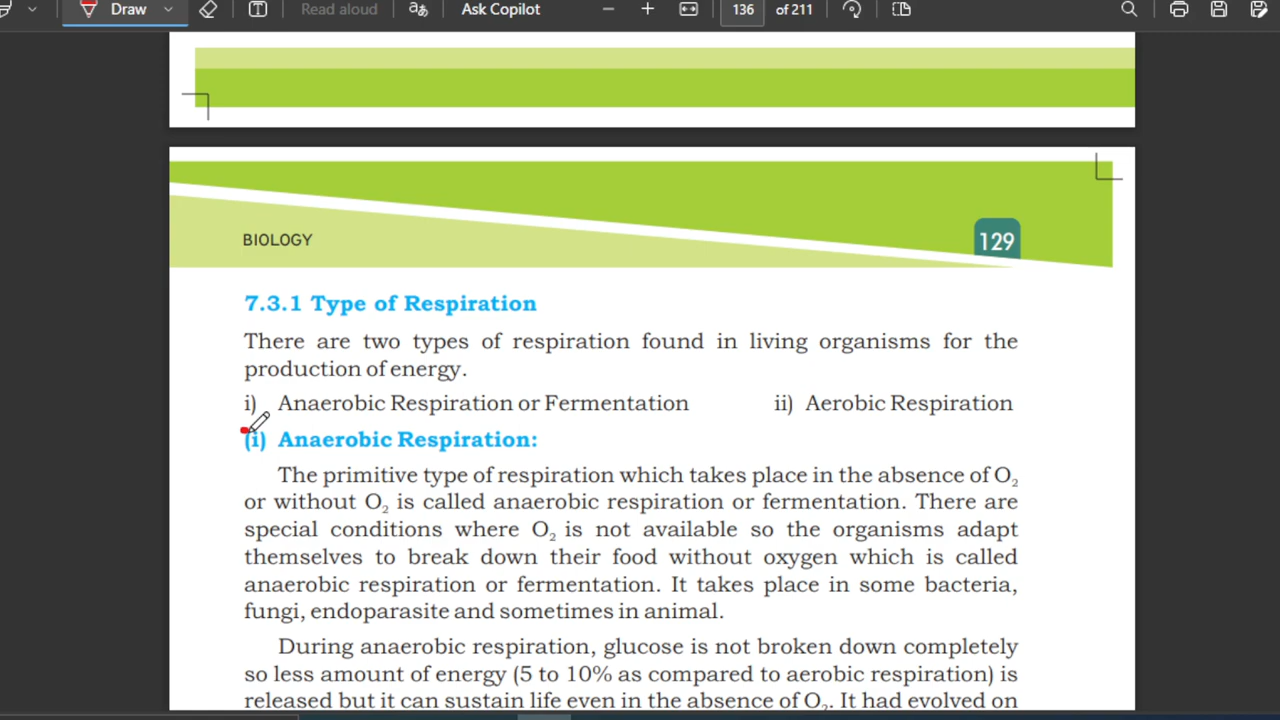 Draw
Read aloud
aあ
Ask Copilot
136 of 211
BIOLOGY
129
7.3.1 Type of Respiration
There are two types of respiration found in living organisms for the
production of energy.
i) Anaerobic Respiration or Fermentation ii) Aerobic Respiration
(i) Anaerobic Respiration:
The primitive type of respiration which takes place in the absence of O₂
or without O₂ is called anaerobic respiration or fermentation. There are
special conditions where O₂ is not available so the organisms adapt
themselves to break down their food without oxygen which is called
anaerobic respiration or fermentation. It takes place in some bacteria,
fungi, endoparasite and sometimes in animal.
During anaerobic respiration, glucose is not broken down completely
so less amount of energy (5 to 10% as compared to aerobic respiration) is
released but it can sustain life even in the absence of O₂. It had evolved on